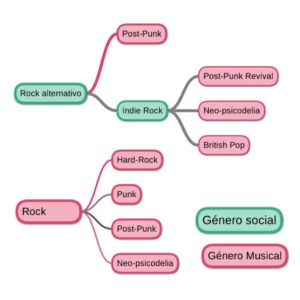 Post-Punk
Rock alternativo
Indie Rock
Post-Punk Revival
Neo-psicodelia
British Pop
Rock
Hard-Rock
Punk
Post-Punk
Neo-psicodelia
Género social
Género Musical